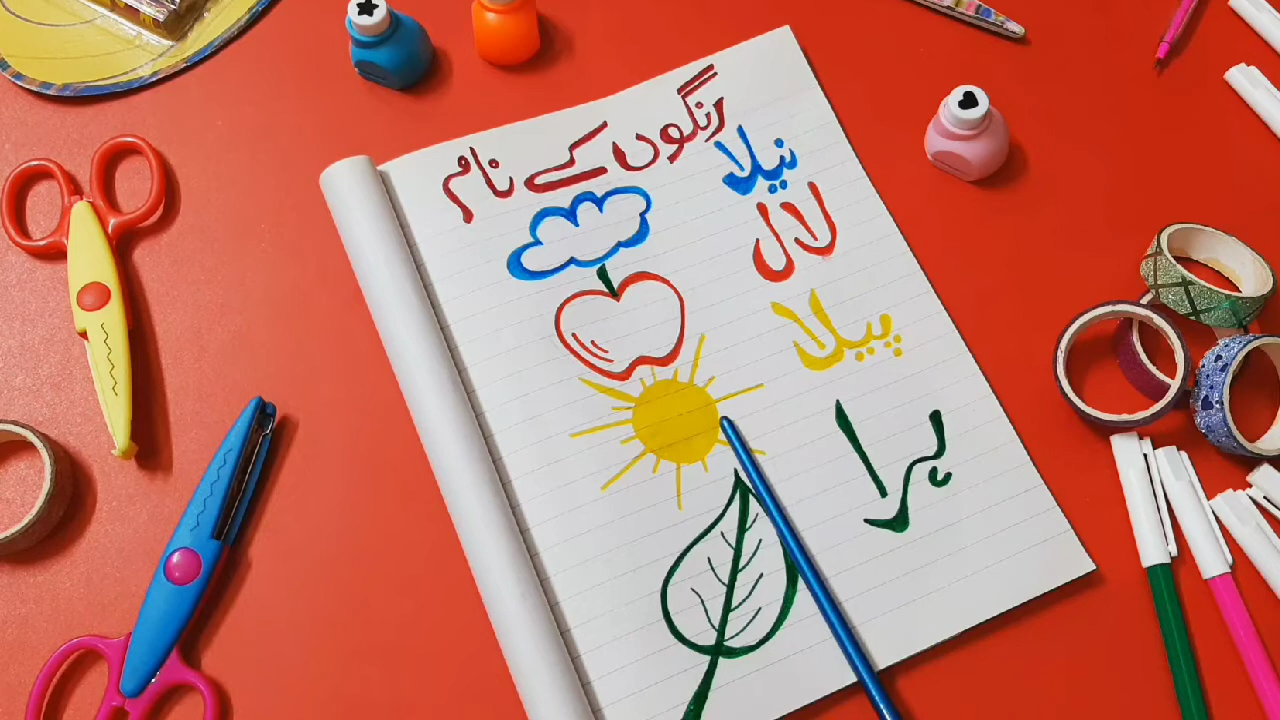 رنگوں کے نام
نیلا
لال
پیلا
ہرا